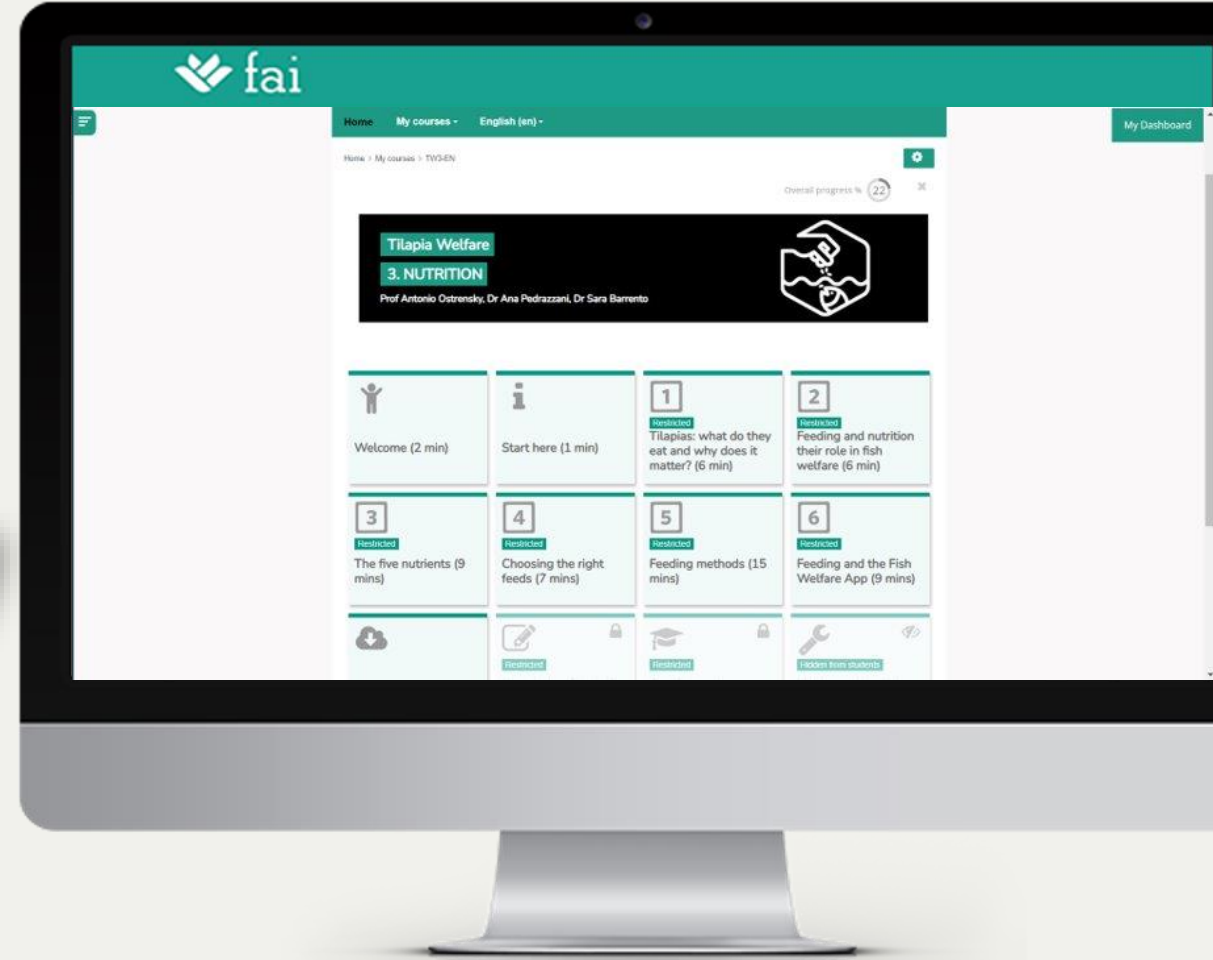 fai
Home My courses - English (en) -
My Dashboard
Home > My courses > TW3-EN
Overall progress % 22
Tilapia Welfare
3. NUTRITION
Prof Antonio Ostrensky, Dr Ana Pedrazzani, Dr Sara Barrento
Welcome (2 min)
Start here (1 min)
1
Restricted
Tilapias: what do they
eat and why does it
matter? (6 min)
2
Restricted
Feeding and nutrition
their role in fish
welfare (6 min)
3
Restricted
The five nutrients (9
mins)
4
Restricted
Choosing the right
feeds (7 mins)
5
Restricted
Feeding methods (15
mins)
6
Restricted
Feeding and the Fish
Welfare App (9 mins)
Restricted
Restricted
Hidden from students